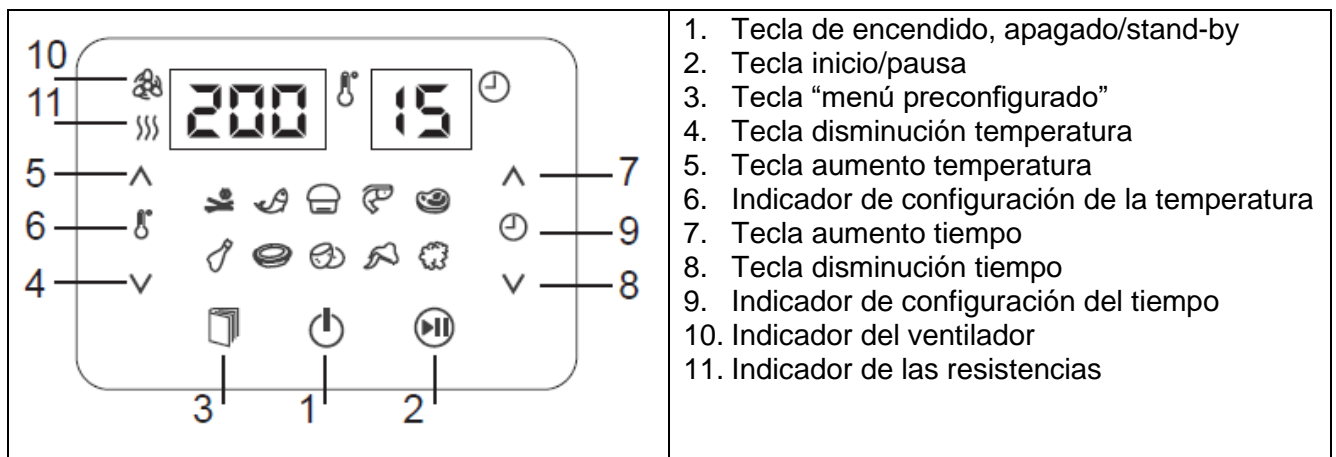 10
11
200
15
5
6
4
7
9
8
3
1
2
1. Tecla de encendido, apagado/stand-by
2. Tecla inicio/pausa
3. Tecla “menú preconfigurado”
4. Tecla disminución temperatura
5. Tecla aumento temperatura
6. Indicador de configuración de la temperatura
7. Tecla aumento tiempo
8. Tecla disminución tiempo
9. Indicador de configuración del tiempo
10. Indicador del ventilador
11. Indicador de las resistencias